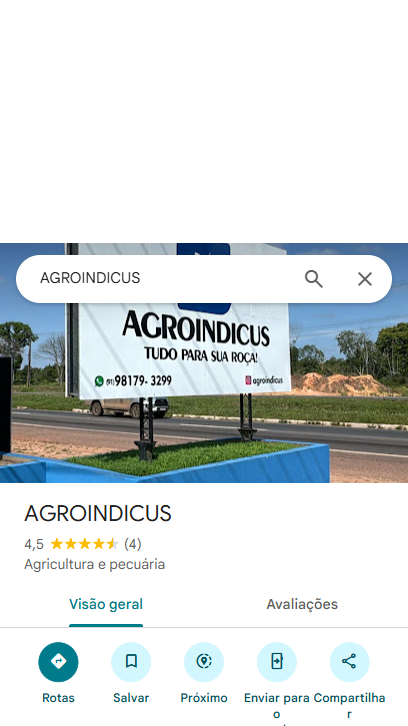 AGROINDICUS
AGROINDICUS
TUDO PARA SUA ROÇA!
(91) 98179-3299
agroindicus
AGROINDICUS
4,5 (4)
Agricultura e pecuária
Visão geral
Avaliações
Rotas
Salvar
Próximo
Enviar para o
Compartilhar